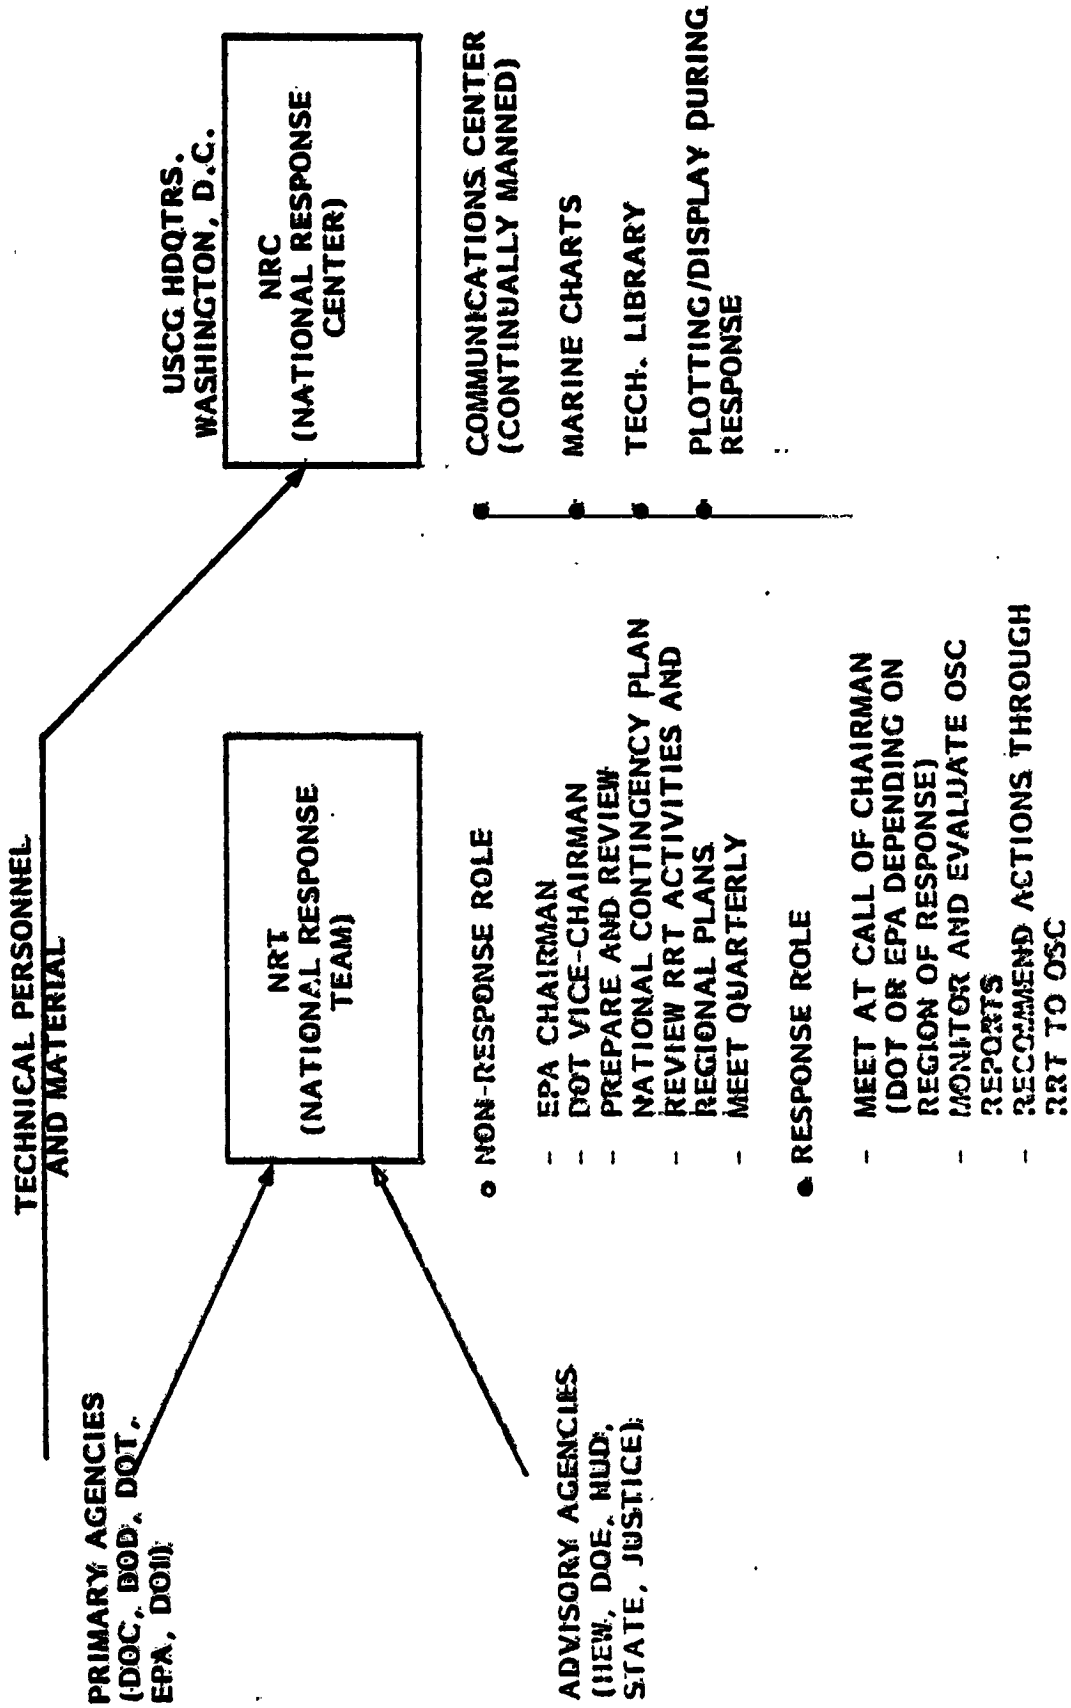 TECHNICAL PERSONNEL
AND MATERIAL
PRIMARY AGENCIES
(DOC, DOD, DOT,
EPA, DOI)
ADVISORY AGENCIES
(HEW, DOE, HUD,
STATE, JUSTICE)
NRT
(NATIONAL RESPONSE
TEAM)
● NON-RESPONSE ROLE
- EPA CHAIRMAN
- DOT VICE-CHAIRMAN
- PREPARE AND REVIEW
NATIONAL CONTINGENCY PLAN
- REVIEW RRT ACTIVITIES AND
REGIONAL PLANS
- MEET QUARTERLY
● RESPONSE ROLE
- MEET AT CALL OF CHAIRMAN
(DOT OR EPA DEPENDING ON
REGION OF RESPONSE)
- MONITOR AND EVALUATE OSC
REPORTS
- RECOMMEND ACTIONS THROUGH
RRT TO OSC
USCG HDQTRS.
WASHINGTON, D.C.
NRC
(NATIONAL RESPONSE
CENTER)
● COMMUNICATIONS CENTER
(CONTINUALLY MANNED)
● MARINE CHARTS
● TECH. LIBRARY
● PLOTTING/DISPLAY DURING
RESPONSE